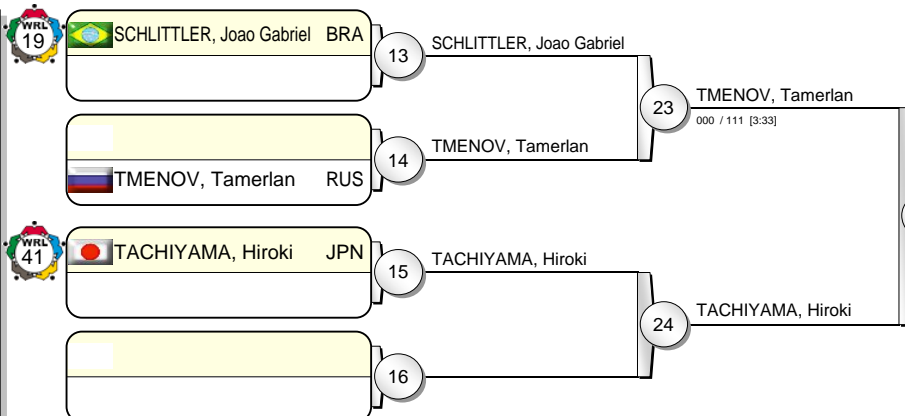 WRL
19
SCHLITTLER, Joao Gabriel BRA
13
SCHLITTLER, Joao Gabriel
23
TMENOV, Tamerlan
000 / 111 [3:33]
14
TMENOV, Tamerlan
TMENOV, Tamerlan RUS
WRL
41
TACHIYAMA, Hiroki JPN
15
TACHIYAMA, Hiroki
24
TACHIYAMA, Hiroki
16